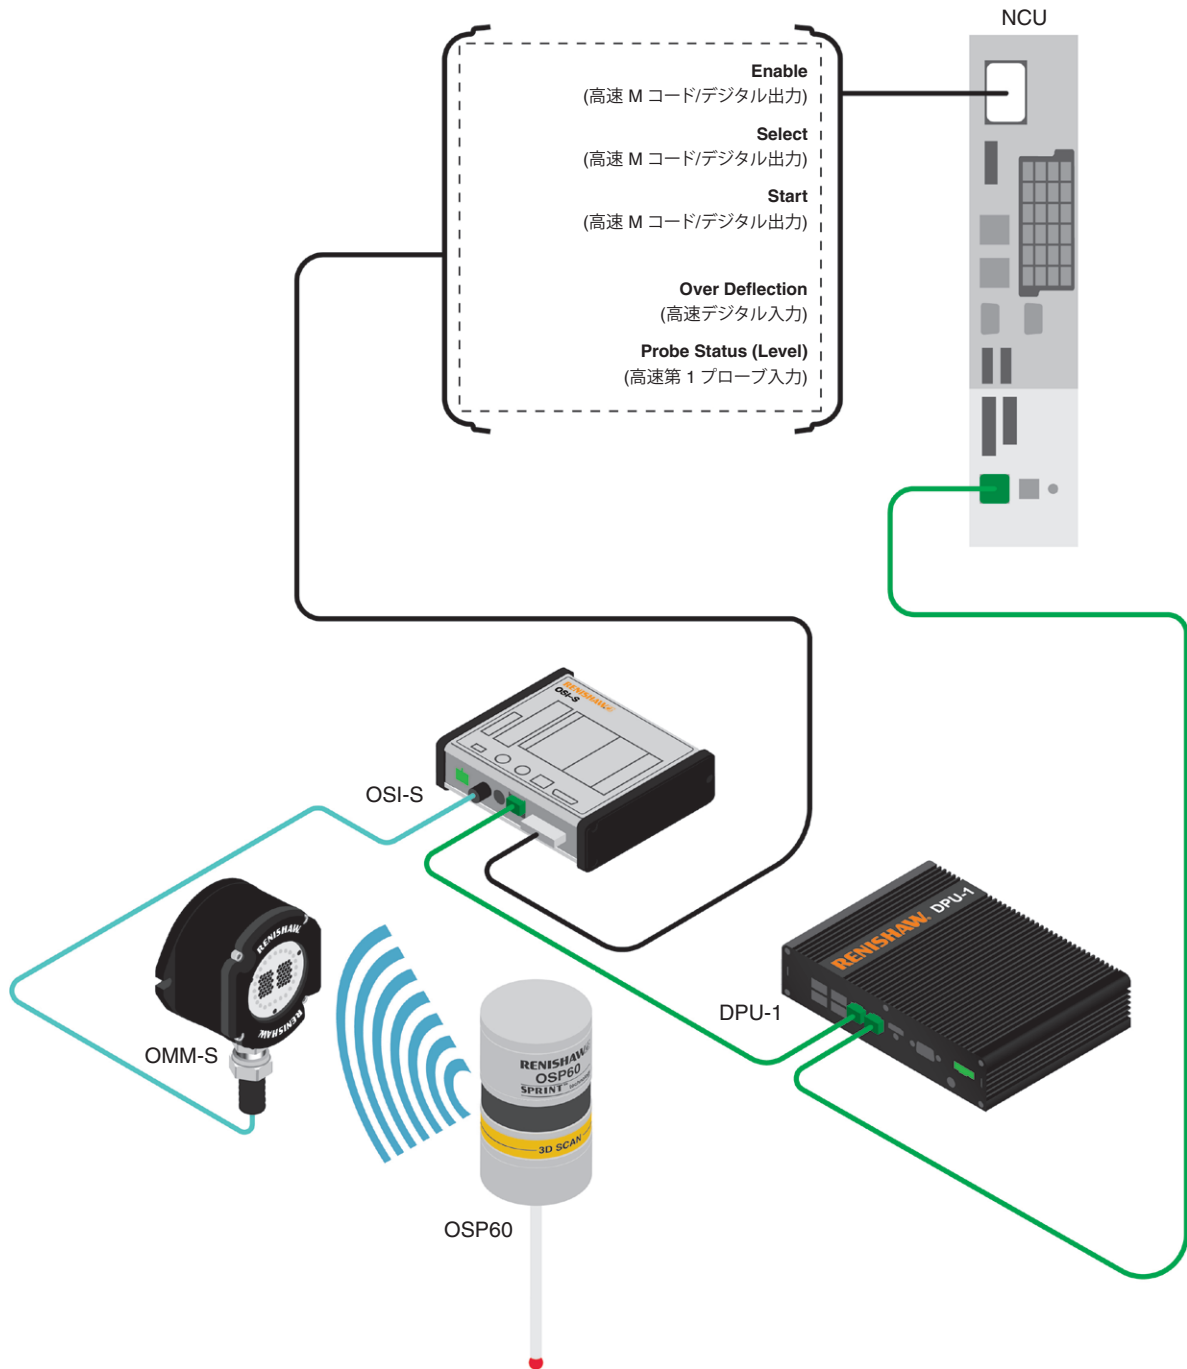 NCU
Enable
(高速 M コード/デジタル出力)
Select
(高速 M コード/デジタル出力)
Start
(高速 M コード/デジタル出力)
Over Deflection
(高速デジタル入力)
Probe Status (Level)
(高速第 1 プローブ入力)
RENISHAW
OSI-S
OSI-S
RENISHAW
RENISHAW
OMM-S
RENISHAW
OSP60
SPRINT™
3D SCAN
OSP60
RENISHAW. DPU-1
DPU-1